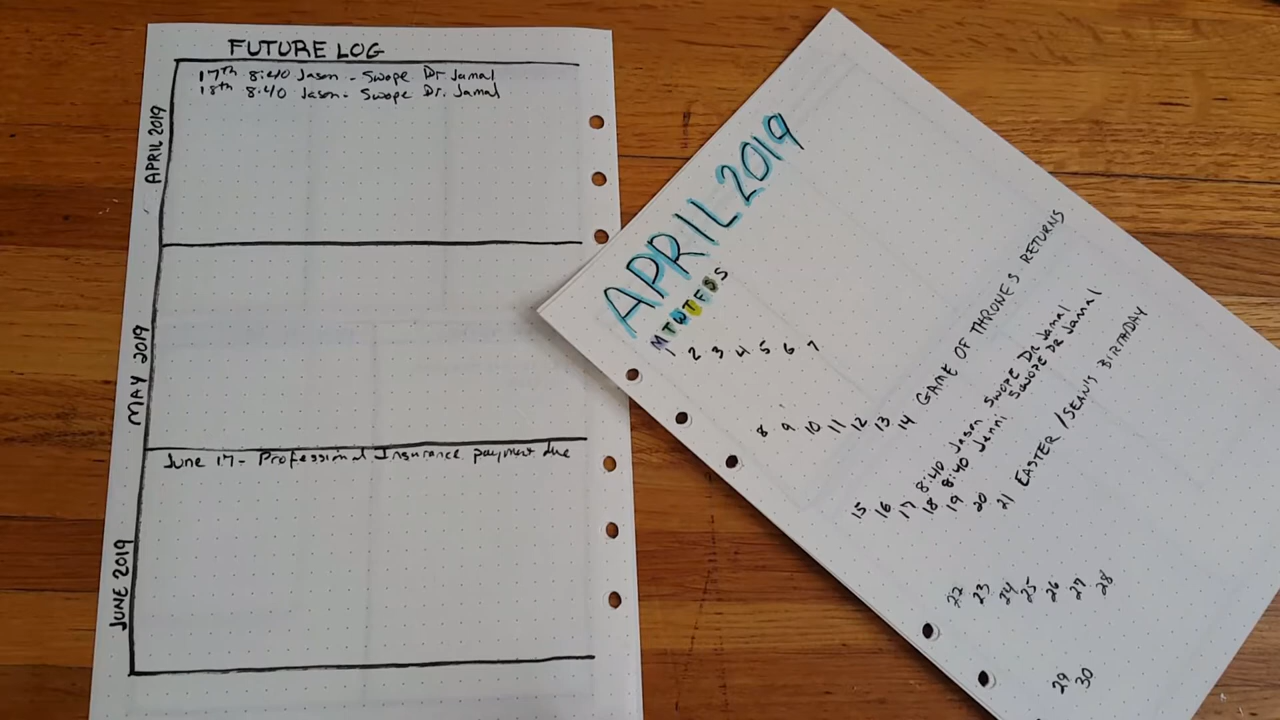 FUTURE LOG
APRIL 2019
17th 8:40 Jason - Swope Dr Jamal
18th 8:40 Jason - Swope Dr. Jamal
MAY 2019
JUNE 2019
June 17 - Professional Insurance payment due
APRIL 2019
M T W T F S S
1
2
3
4
5
6
7
8
9
10
11
12
13
14 GAME OF THRONES RETURNS
15
16
17 8:40 Jason SWOPE DR Jamal
18 8:40 Jenni SWOPE DR Jamal
19
20
21 EASTER / SEAN'S BIRTHDAY
22
23
24
25
26
27
28
29
30